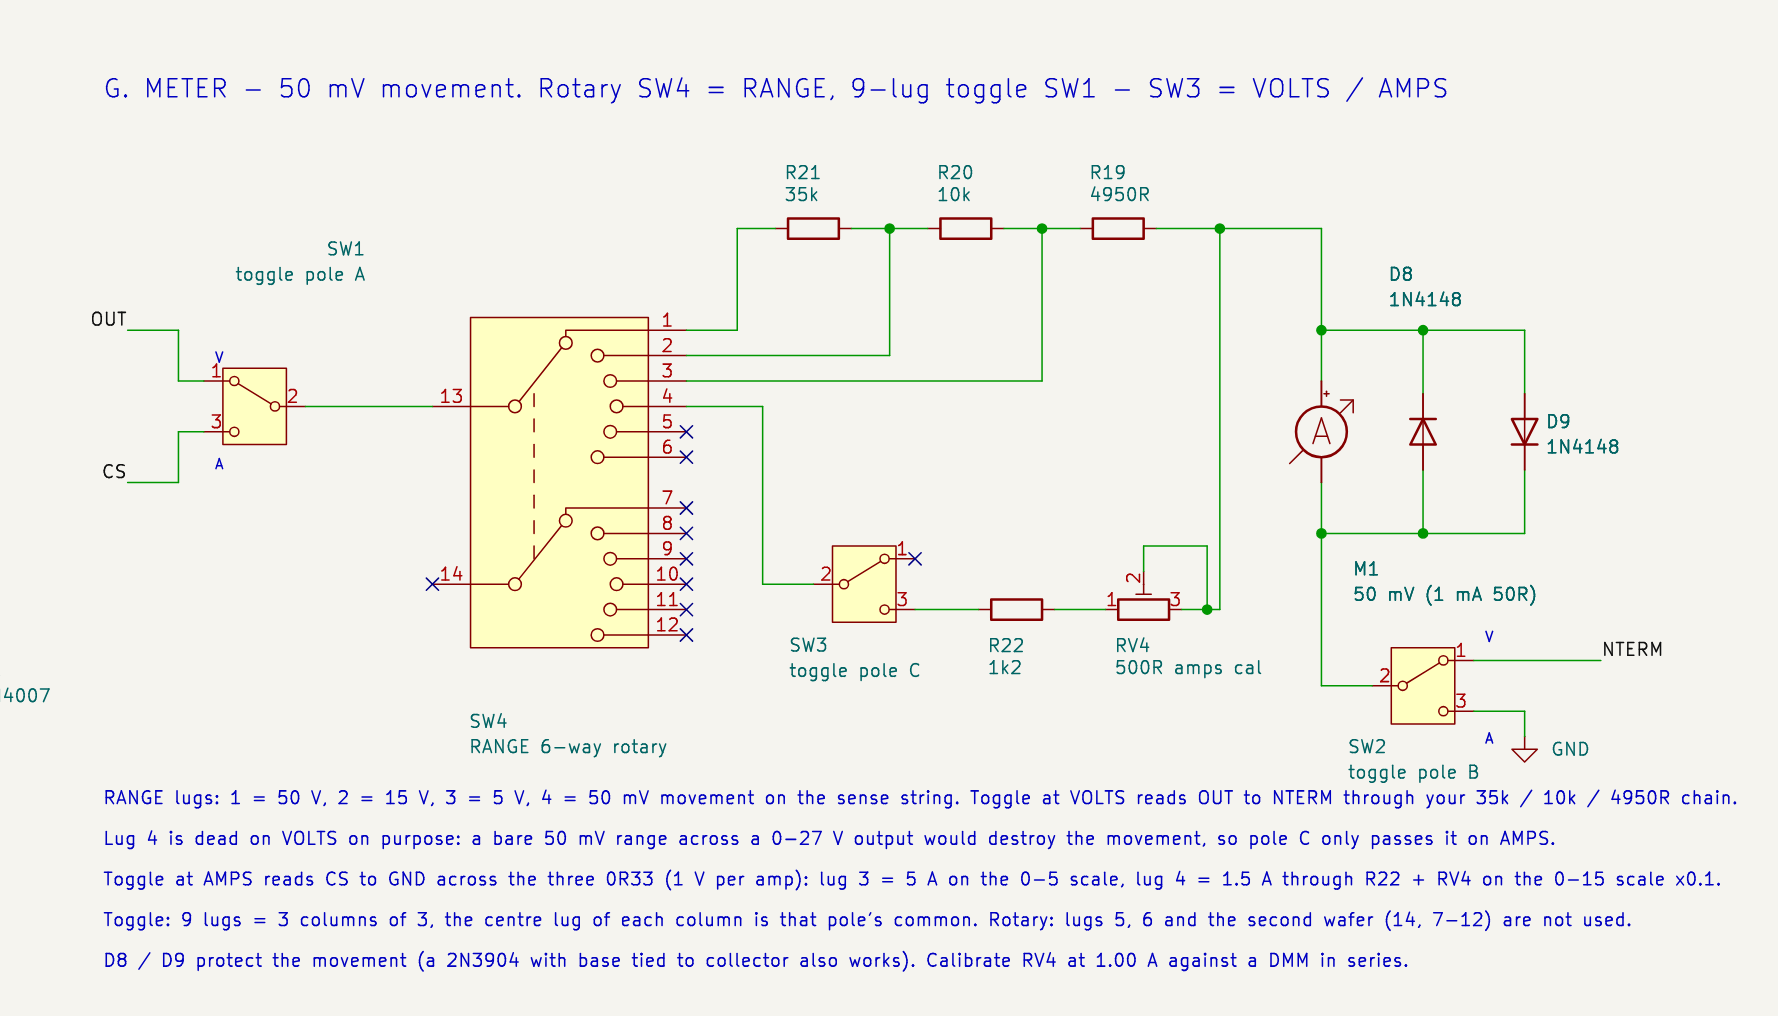 G. METER - 50 mV movement. Rotary SW4 = RANGE, 9-lug toggle SW1 - SW3 = VOLTS / AMPS
R21
35k
R20
10k
R19
4950R
SW1
toggle pole A
D8
1N4148
OUT
V
1
2
3
A
CS
13
14
1
2
3
4
5
6
7
8
9
10
11
12
+
A
D9
1N4148
M1
50 mV (1 mA 50R)
2
1
3
SW3
toggle pole C
R22
1k2
1
2
3
RV4
500R amps cal
V
NTERM
2
1
3
A
SW2
toggle pole B
GND
4007
SW4
RANGE 6-way rotary
RANGE lugs: 1 = 50 V, 2 = 15 V, 3 = 5 V, 4 = 50 mV movement on the sense string. Toggle at VOLTS reads OUT to NTERM through your 35k / 10k / 4950R chain.
Lug 4 is dead on VOLTS on purpose: a bare 50 mV range across a 0-27 V output would destroy the movement, so pole C only passes it on AMPS.
Toggle at AMPS reads CS to GND across the three 0R33 (1 V per amp): lug 3 = 5 A on the 0-5 scale, lug 4 = 1.5 A through R22 + RV4 on the 0-15 scale x0.1.
Toggle: 9 lugs = 3 columns of 3, the centre lug of each column is that pole's common. Rotary: lugs 5, 6 and the second wafer (14, 7-12) are not used.
D8 / D9 protect the movement (a 2N3904 with base tied to collector also works). Calibrate RV4 at 1.00 A against a DMM in series.